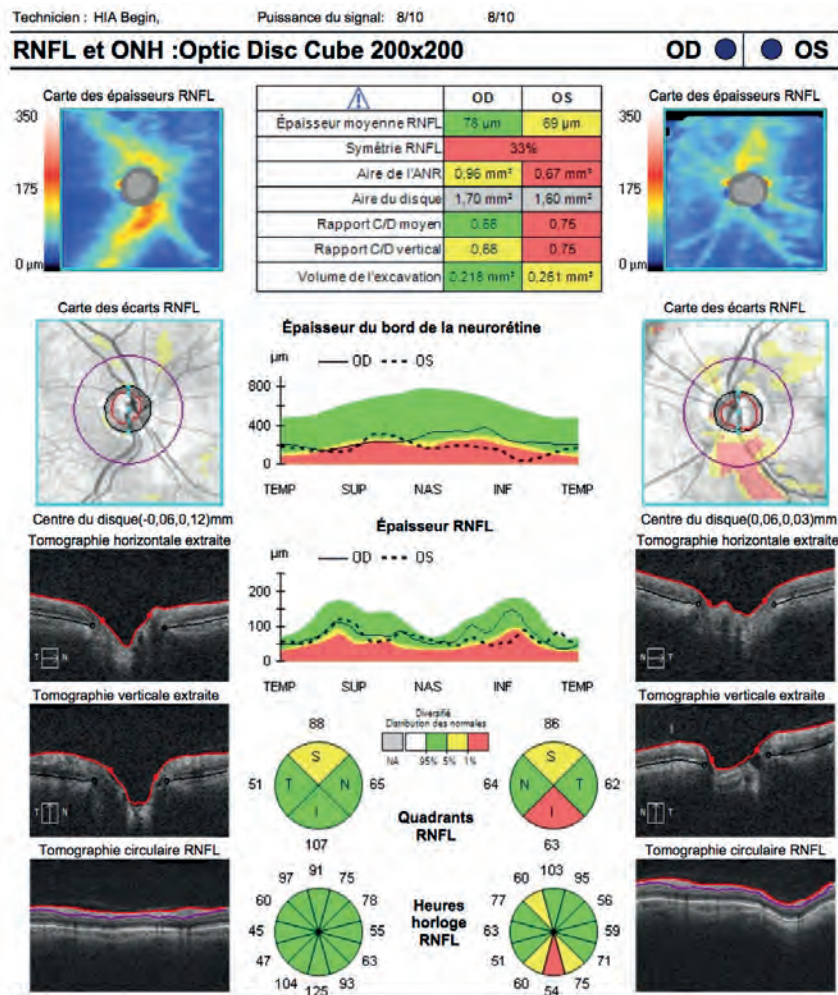 Technicien : HIA Begin, Puissance du signal: 8/10 8/10
RNFL et ONH :Optic Disc Cube 200x200 OD OS
Carte des épaisseurs RNFL
350
175
0 µm
OD OS
Épaisseur moyenne RNFL 78 µm 69 µm
Symétrie RNFL 33%
Aire de l'ANR 0,96 mm² 0,67 mm²
Aire du disque 1,70 mm² 1,60 mm²
Rapport C/D moyen 0,66 0,75
Rapport C/D vertical 0,68 0,75
Volume de l'excavation 0,218 mm³ 0,261 mm³
Carte des épaisseurs RNFL
350
175
0 µm
Carte des écarts RNFL
Centre du disque(-0,06,0,12)mm
Épaisseur du bord de la neurorétine
µm OD OS
800
400
0
TEMP SUP NAS INF TEMP
Carte des écarts RNFL
Centre du disque(0,06,0,03)mm
Tomographie horizontale extraite
T N
Épaisseur RNFL
µm OD OS
200
100
0
TEMP SUP NAS INF TEMP
Tomographie horizontale extraite
N T
Tomographie verticale extraite
T N
Diversifié
Distribution des normales
NA 95% 5% 1%
88
S
51 T N 65
I
107
Quadrants
RNFL
86
S
64 N T 62
I
63
Tomographie verticale extraite
N T
Tomographie circulaire RNFL
91
97 75
60 78
45 55
47 63
104 93
125
Heures
horloge
RNFL
103
60 95
77 56
63 59
51 71
60 75
54
Tomographie circulaire RNFL